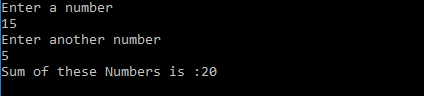 Enter a number
15
Enter another number
5
Sum of these Numbers is :20